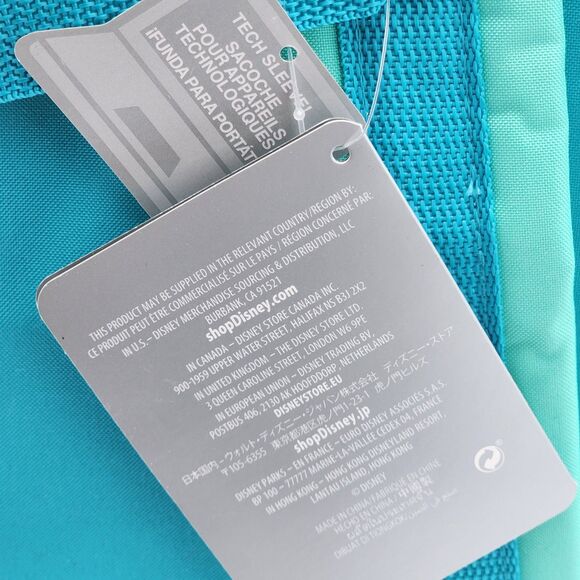 TECH SLEEVE
SACOCHE
POUR APPAREILS
TECHNOLOGIQUES
¡FUNDA PARA PORTÁT
THIS PRODUCT MAY BE SUPPLIED IN THE RELEVANT COUNTRY/REGION BY:
CE PRODUIT PEUT ÊTRE COMMERCIALISÉ SUR LE PAYS / RÉGION CONCERNÉ PAR:
IN U.S. – DISNEY MERCHANDISE SOURCING & DISTRIBUTION, LLC
BURBANK, CA 91521
shopDisney.com
IN CANADA – DISNEY STORE CANADA INC.
900-1959 UPPER WATER STREET, HALIFAX NS B3J 2X2
IN UNITED KINGDOM – THE DISNEY STORE LTD.
3 QUEEN CAROLINE STREET, LONDON W6 9PE
IN EUROPEAN UNION – DISNEY TRADING BV
POSTBUS 406, 2130 AK HOOFDDORP, NETHERLANDS
DISNEYSTORE.EU
日本国内–ウォルト・ディズニー・ジャパン株式会社 ディズニーストア
〒105-6355 東京都港区虎ノ門1-23-1 虎ノ門ヒルズ
shopDisney.jp
DISNEY PARKS – EN FRANCE – EURO DISNEY ASSOCIES S.A.S.
BP 100 – 77777 MARNE-LA-VALLÉE CEDEX 04, FRANCE
IN HONG KONG – HONG KONG DISNEYLAND RESORT,
LANTAU ISLAND, HONG KONG
© DISNEY
MADE IN CHINA/FABRIQUÉ EN CHINE
HECHO EN CHINA 中國製
DIBUAT DI TIONGKOK